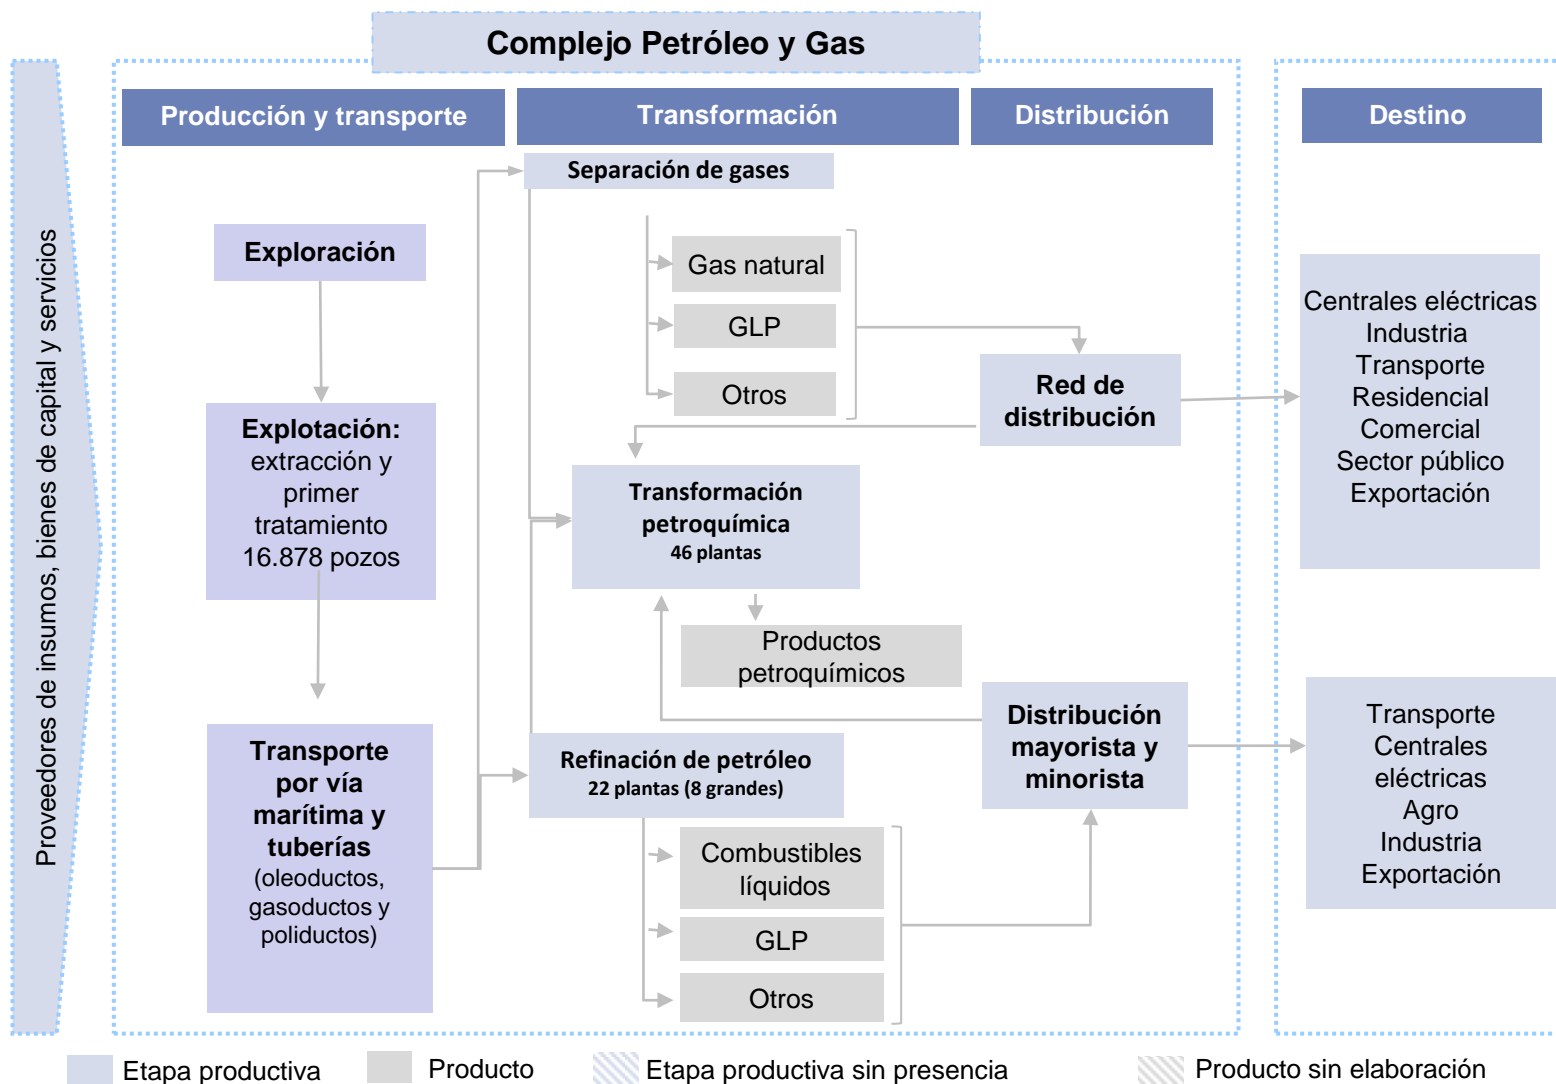 Complejo Petróleo y Gas
Proveedores de insumos, bienes de capital y servicios
Producción y transporte
Transformación
Distribución
Destino
Exploración
Explotación:
extracción y
primer
tratamiento
16.878 pozos
Transporte
por vía
marítima y
tuberías
(oleoductos,
gasoductos y
poliductos)
Separación de gases
Gas natural
GLP
Otros
Transformación
petroquímica
46 plantas
Productos
petroquímicos
Refinación de petróleo
22 plantas (8 grandes)
Combustibles
líquidos
GLP
Otros
Red de
distribución
Distribución
mayorista y
minorista
Centrales eléctricas
Industria
Transporte
Residencial
Comercial
Sector público
Exportación
Transporte
Centrales
eléctricas
Agro
Industria
Exportación
Etapa productiva
Producto
Etapa productiva sin presencia
Producto sin elaboración